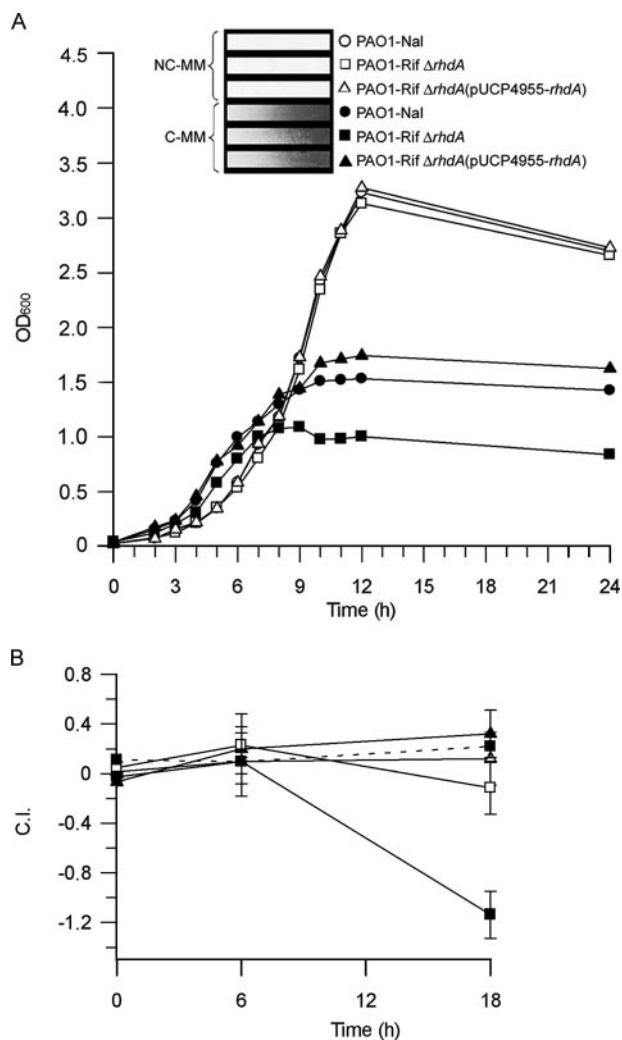 A
NC-MM
PAO1-Nal
PAO1-Rif ΔrhdA
PAO1-Rif ΔrhdA(pUCP4955-rhdA)
C-MM
PAO1-Nal
PAO1-Rif ΔrhdA
PAO1-Rif ΔrhdA(pUCP4955-rhdA)
OD600
4.5
4.0
3.5
3.0
2.5
2.0
1.5
1.0
0.5
0
0 3 6 9 12 15 18 21 24
Time (h)
B
C.I.
0.8
0.4
0
-0.4
-0.8
-1.2
0 6 12 18
Time (h)